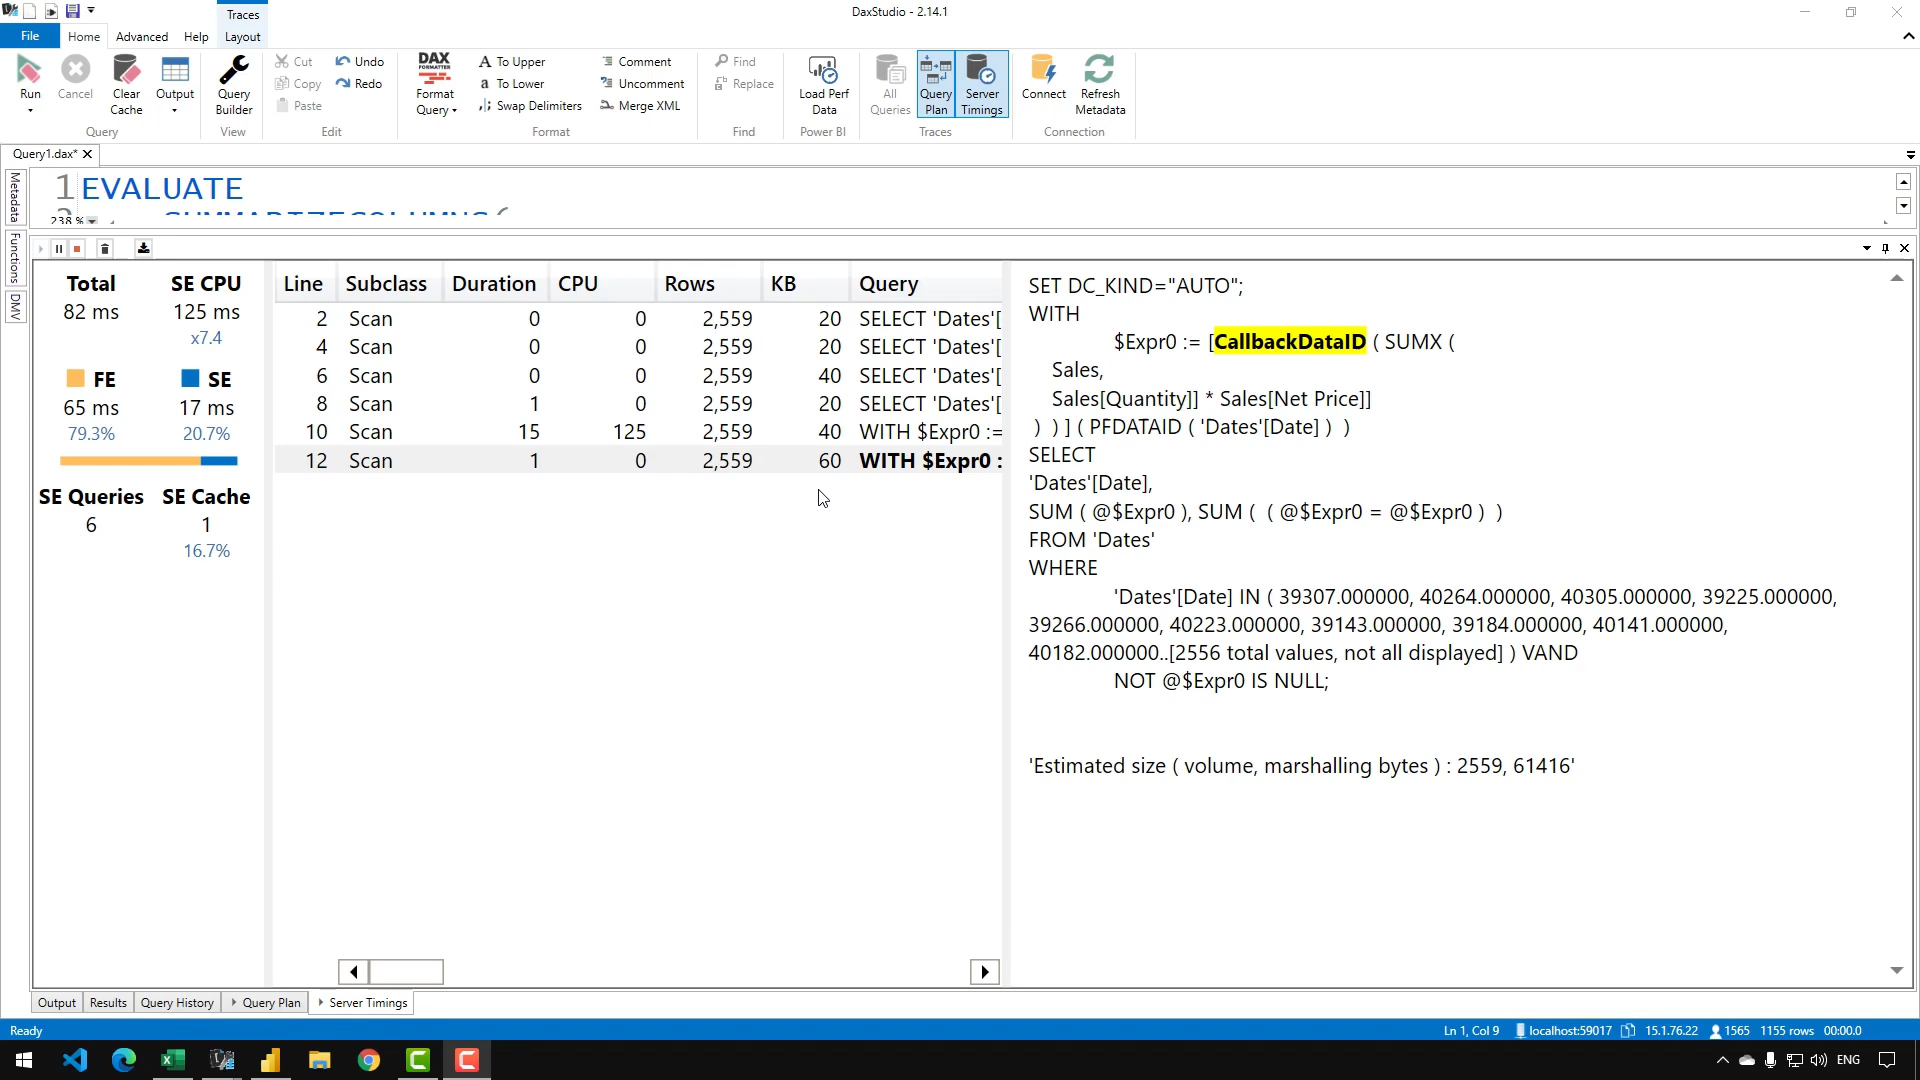 DaxStudio - 2.14.1
Traces
File Home Advanced Help Layout
Run
Cancel
Clear Cache
Output
Query
Query Builder
View
Cut
Copy
Paste
Undo
Redo
Edit
DAX FORMATTER
Format Query
To Upper
To Lower
Swap Delimiters
Comment
Uncomment
Merge XML
Format
Find
Replace
Find
Load Perf Data
Power BI
All Queries
Query Plan
Server Timings
Traces
Connect
Refresh Metadata
Connection
Query1.dax*
Metadata
Functions
DMV
1 EVALUATE
2 SUMMARIZECOLUMNS(
238 %
Total SE CPU
82 ms 125 ms
x7.4
FE SE
65 ms 17 ms
79.3% 20.7%
SE Queries SE Cache
6 1
16.7%
Line Subclass Duration CPU Rows KB Query
2 Scan 0 0 2,559 20 SELECT 'Dates'[
4 Scan 0 0 2,559 20 SELECT 'Dates'[
6 Scan 0 0 2,559 40 SELECT 'Dates'[
8 Scan 1 0 2,559 20 SELECT 'Dates'[
10 Scan 15 125 2,559 40 WITH $Expr0 :=
12 Scan 1 0 2,559 60 WITH $Expr0 :
SET DC_KIND="AUTO";
WITH
$Expr0 := [CallbackDataID ( SUMX (
Sales,
Sales[Quantity]] * Sales[Net Price]]
) ) ] ( PFDATAID ( 'Dates'[Date] ) )
SELECT
'Dates'[Date],
SUM ( @$Expr0 ), SUM ( ( @$Expr0 = @$Expr0 ) )
FROM 'Dates'
WHERE
'Dates'[Date] IN ( 39307.000000, 40264.000000, 40305.000000, 39225.000000,
39266.000000, 40223.000000, 39143.000000, 39184.000000, 40141.000000,
40182.000000..[2556 total values, not all displayed] ) VAND
NOT @$Expr0 IS NULL;
'Estimated size ( volume, marshalling bytes ) : 2559, 61416'
Output Results Query History Query Plan Server Timings
Ready Ln 1, Col 9 localhost:59017 15.1.76.22 1565 1155 rows 00:00.0
ENG